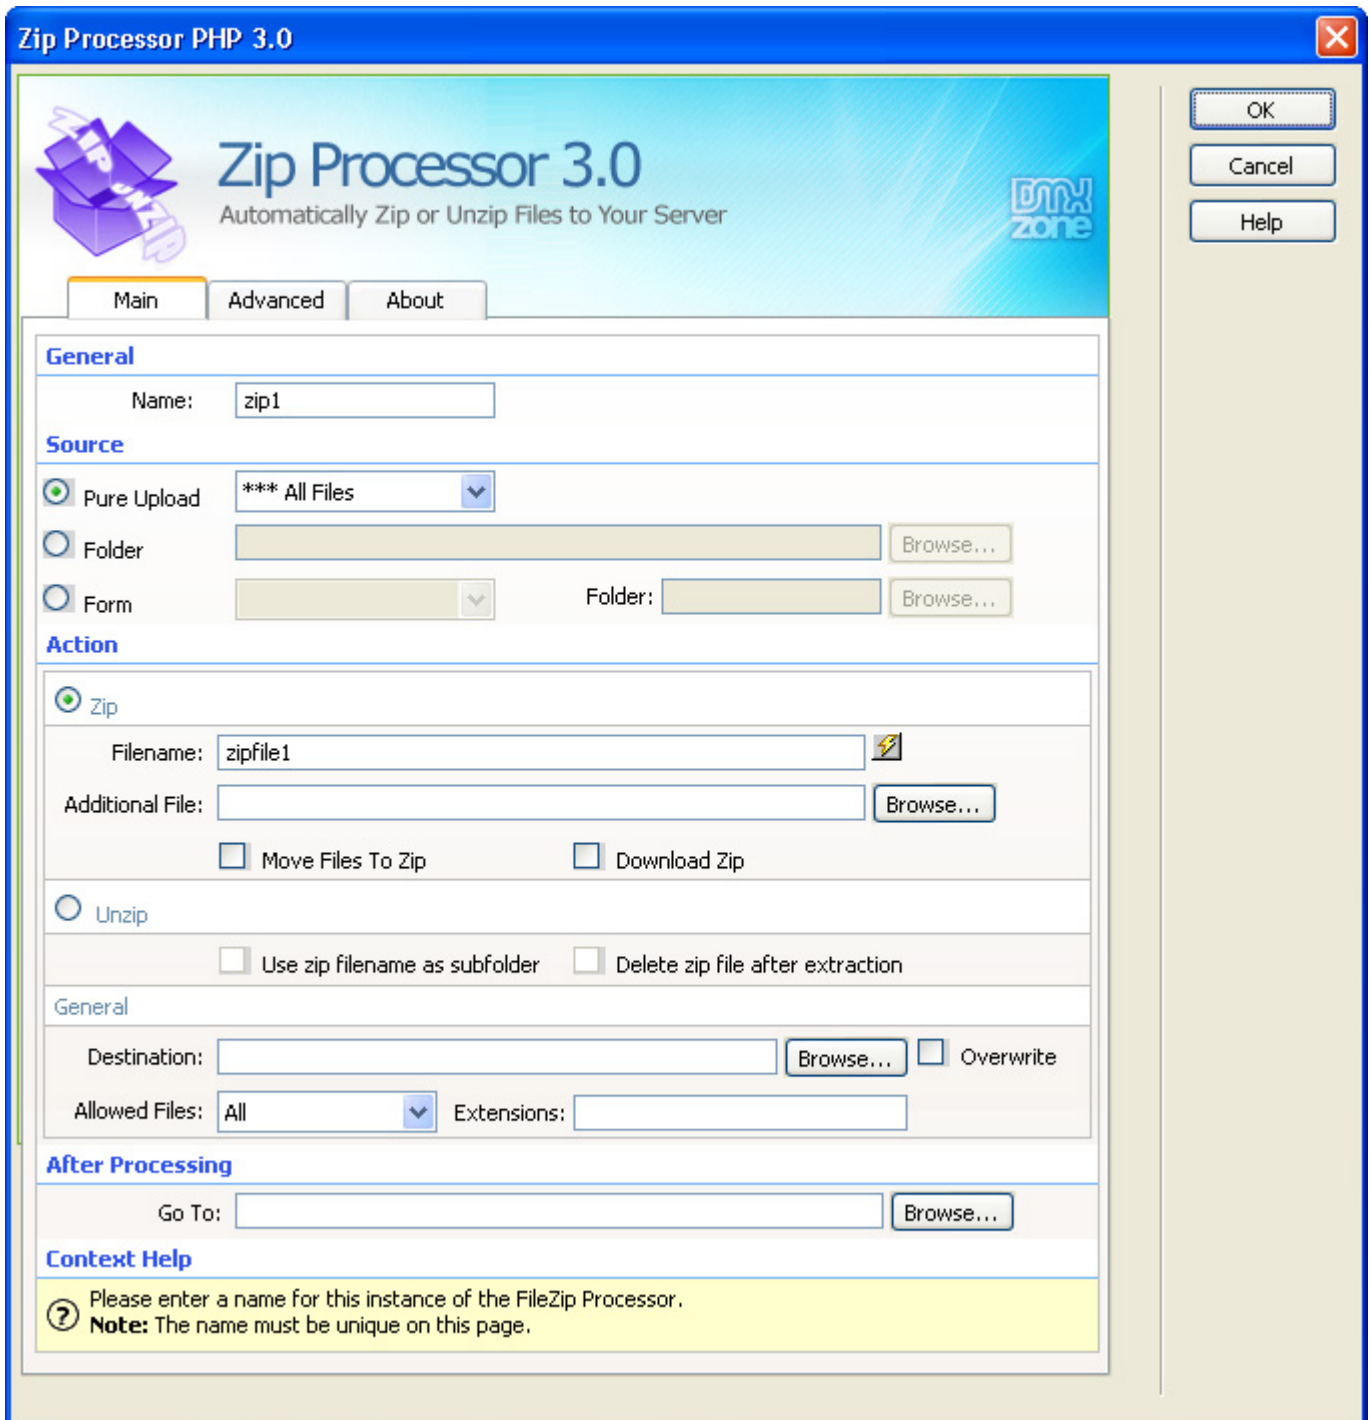 Zip Processor PHP 3.0
OK
Cancel
Help
ZIP UNZIP
Zip Processor 3.0
Automatically Zip or Unzip Files to Your Server
DMX
zone
Main Advanced About
General
Name: zip1
Source
Pure Upload *** All Files
Folder Browse...
Form Folder: Browse...
Action
Zip
Filename: zipfile1
Additional File: Browse...
Move Files To Zip Download Zip
Unzip
Use zip filename as subfolder Delete zip file after extraction
General
Destination: Browse... Overwrite
Allowed Files: All Extensions:
After Processing
Go To: Browse...
Context Help
? Please enter a name for this instance of the FileZip Processor.
Note: The name must be unique on this page.